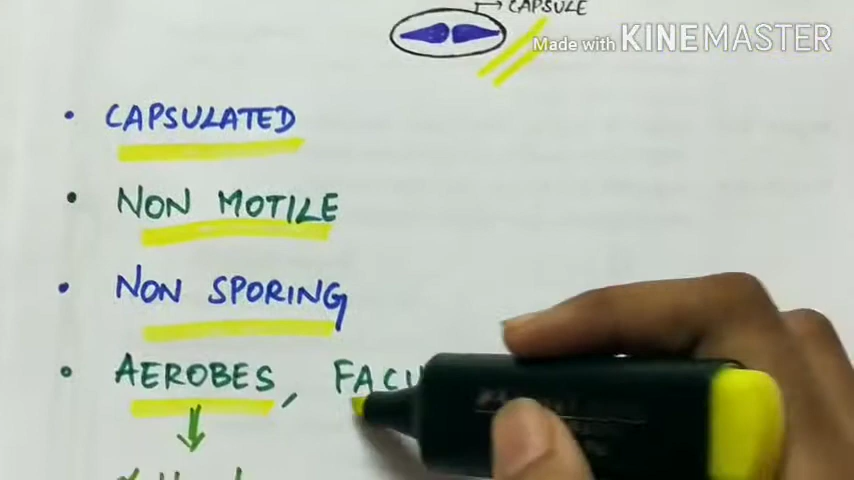 CAPSULE
Made with KINEMASTER
• CAPSULATED
• NON MOTILE
• NON SPORING
• AEROBES,